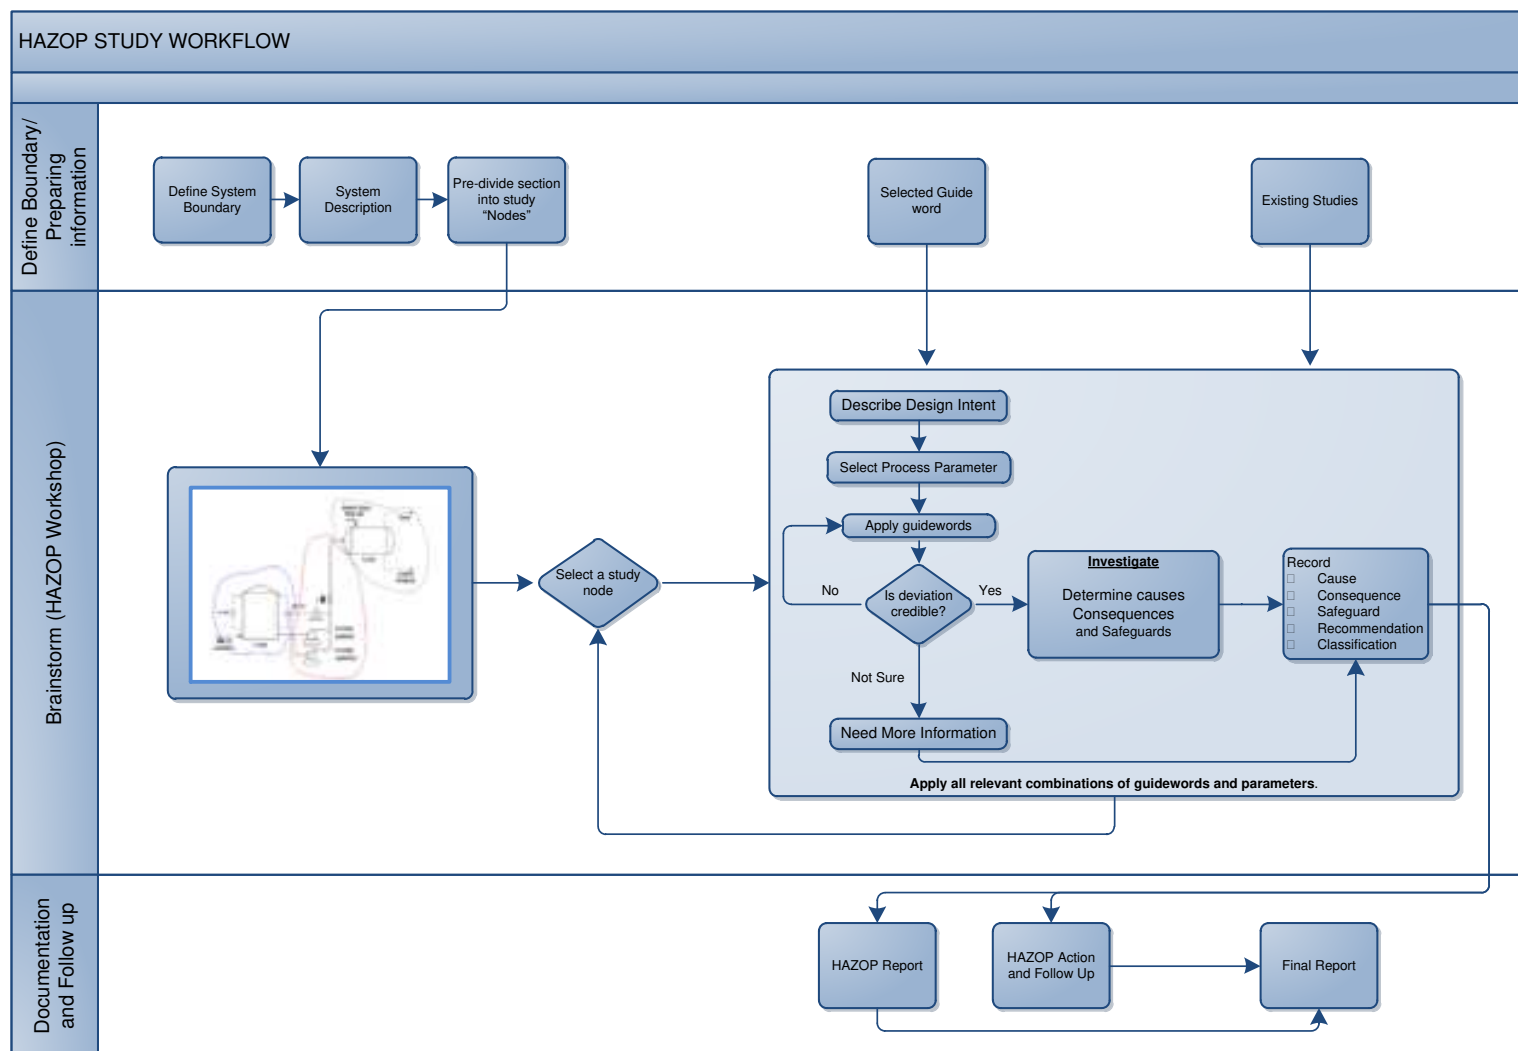 HAZOP STUDY WORKFLOW
Define Boundary/
Preparing
information
Define System
Boundary
System
Description
Pre-divide section
into study
“Nodes”
Selected Guide
word
Existing Studies
Brainstorm (HAZOP Workshop)
Select a study
node
Describe Design Intent
Select Process Parameter
Apply guidewords
Is deviation
credible?
No
Yes
Not Sure
Need More Information
Investigate
Determine causes
Consequences
and Safeguards
Record
Cause
Consequence
Safeguard
Recommendation
Classification
Apply all relevant combinations of guidewords and parameters.
Documentation
and Follow up
HAZOP Report
HAZOP Action
and Follow Up
Final Report